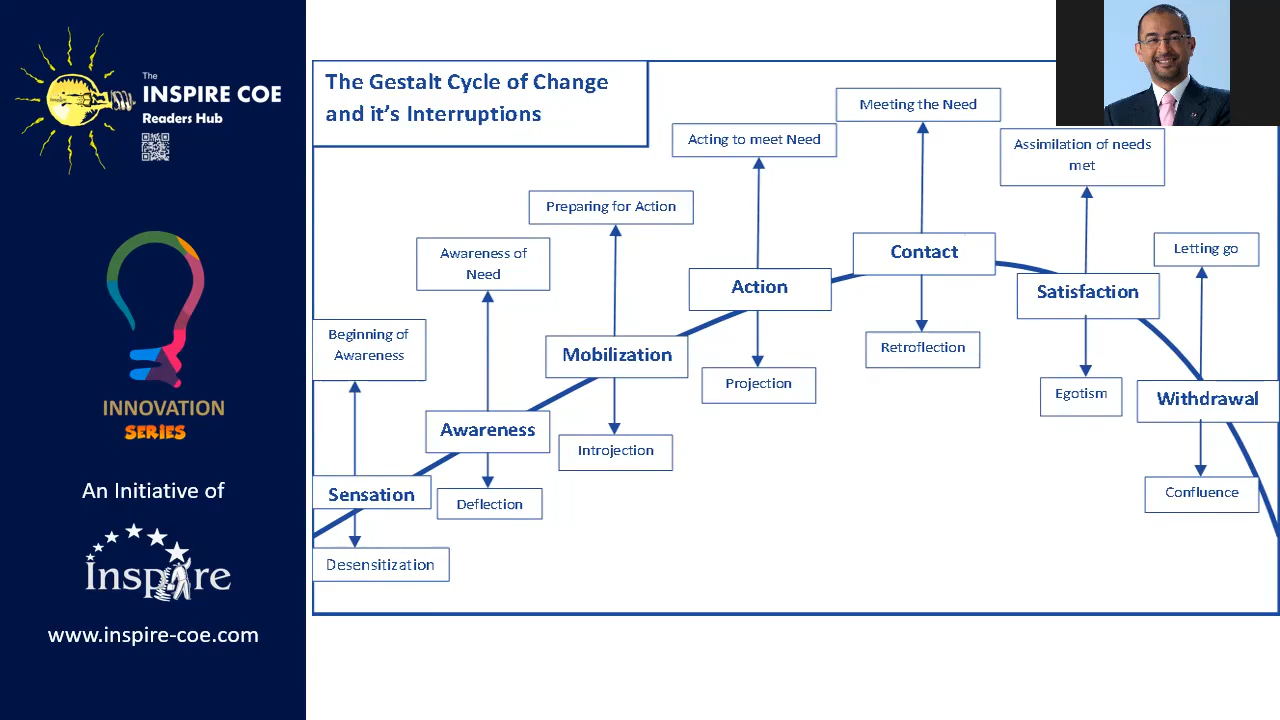 The
INSPIRE COE
Readers Hub
INNOVATION
SERIES
An Initiative of
Inspire
www.inspire-coe.com
The Gestalt Cycle of Change
and it's Interruptions
Beginning of
Awareness
Sensation
Desensitization
Awareness of
Need
Awareness
Deflection
Preparing for Action
Mobilization
Introjection
Acting to meet Need
Action
Projection
Meeting the Need
Contact
Retroflection
Assimilation of needs
met
Satisfaction
Egotism
Letting go
Withdrawal
Confluence